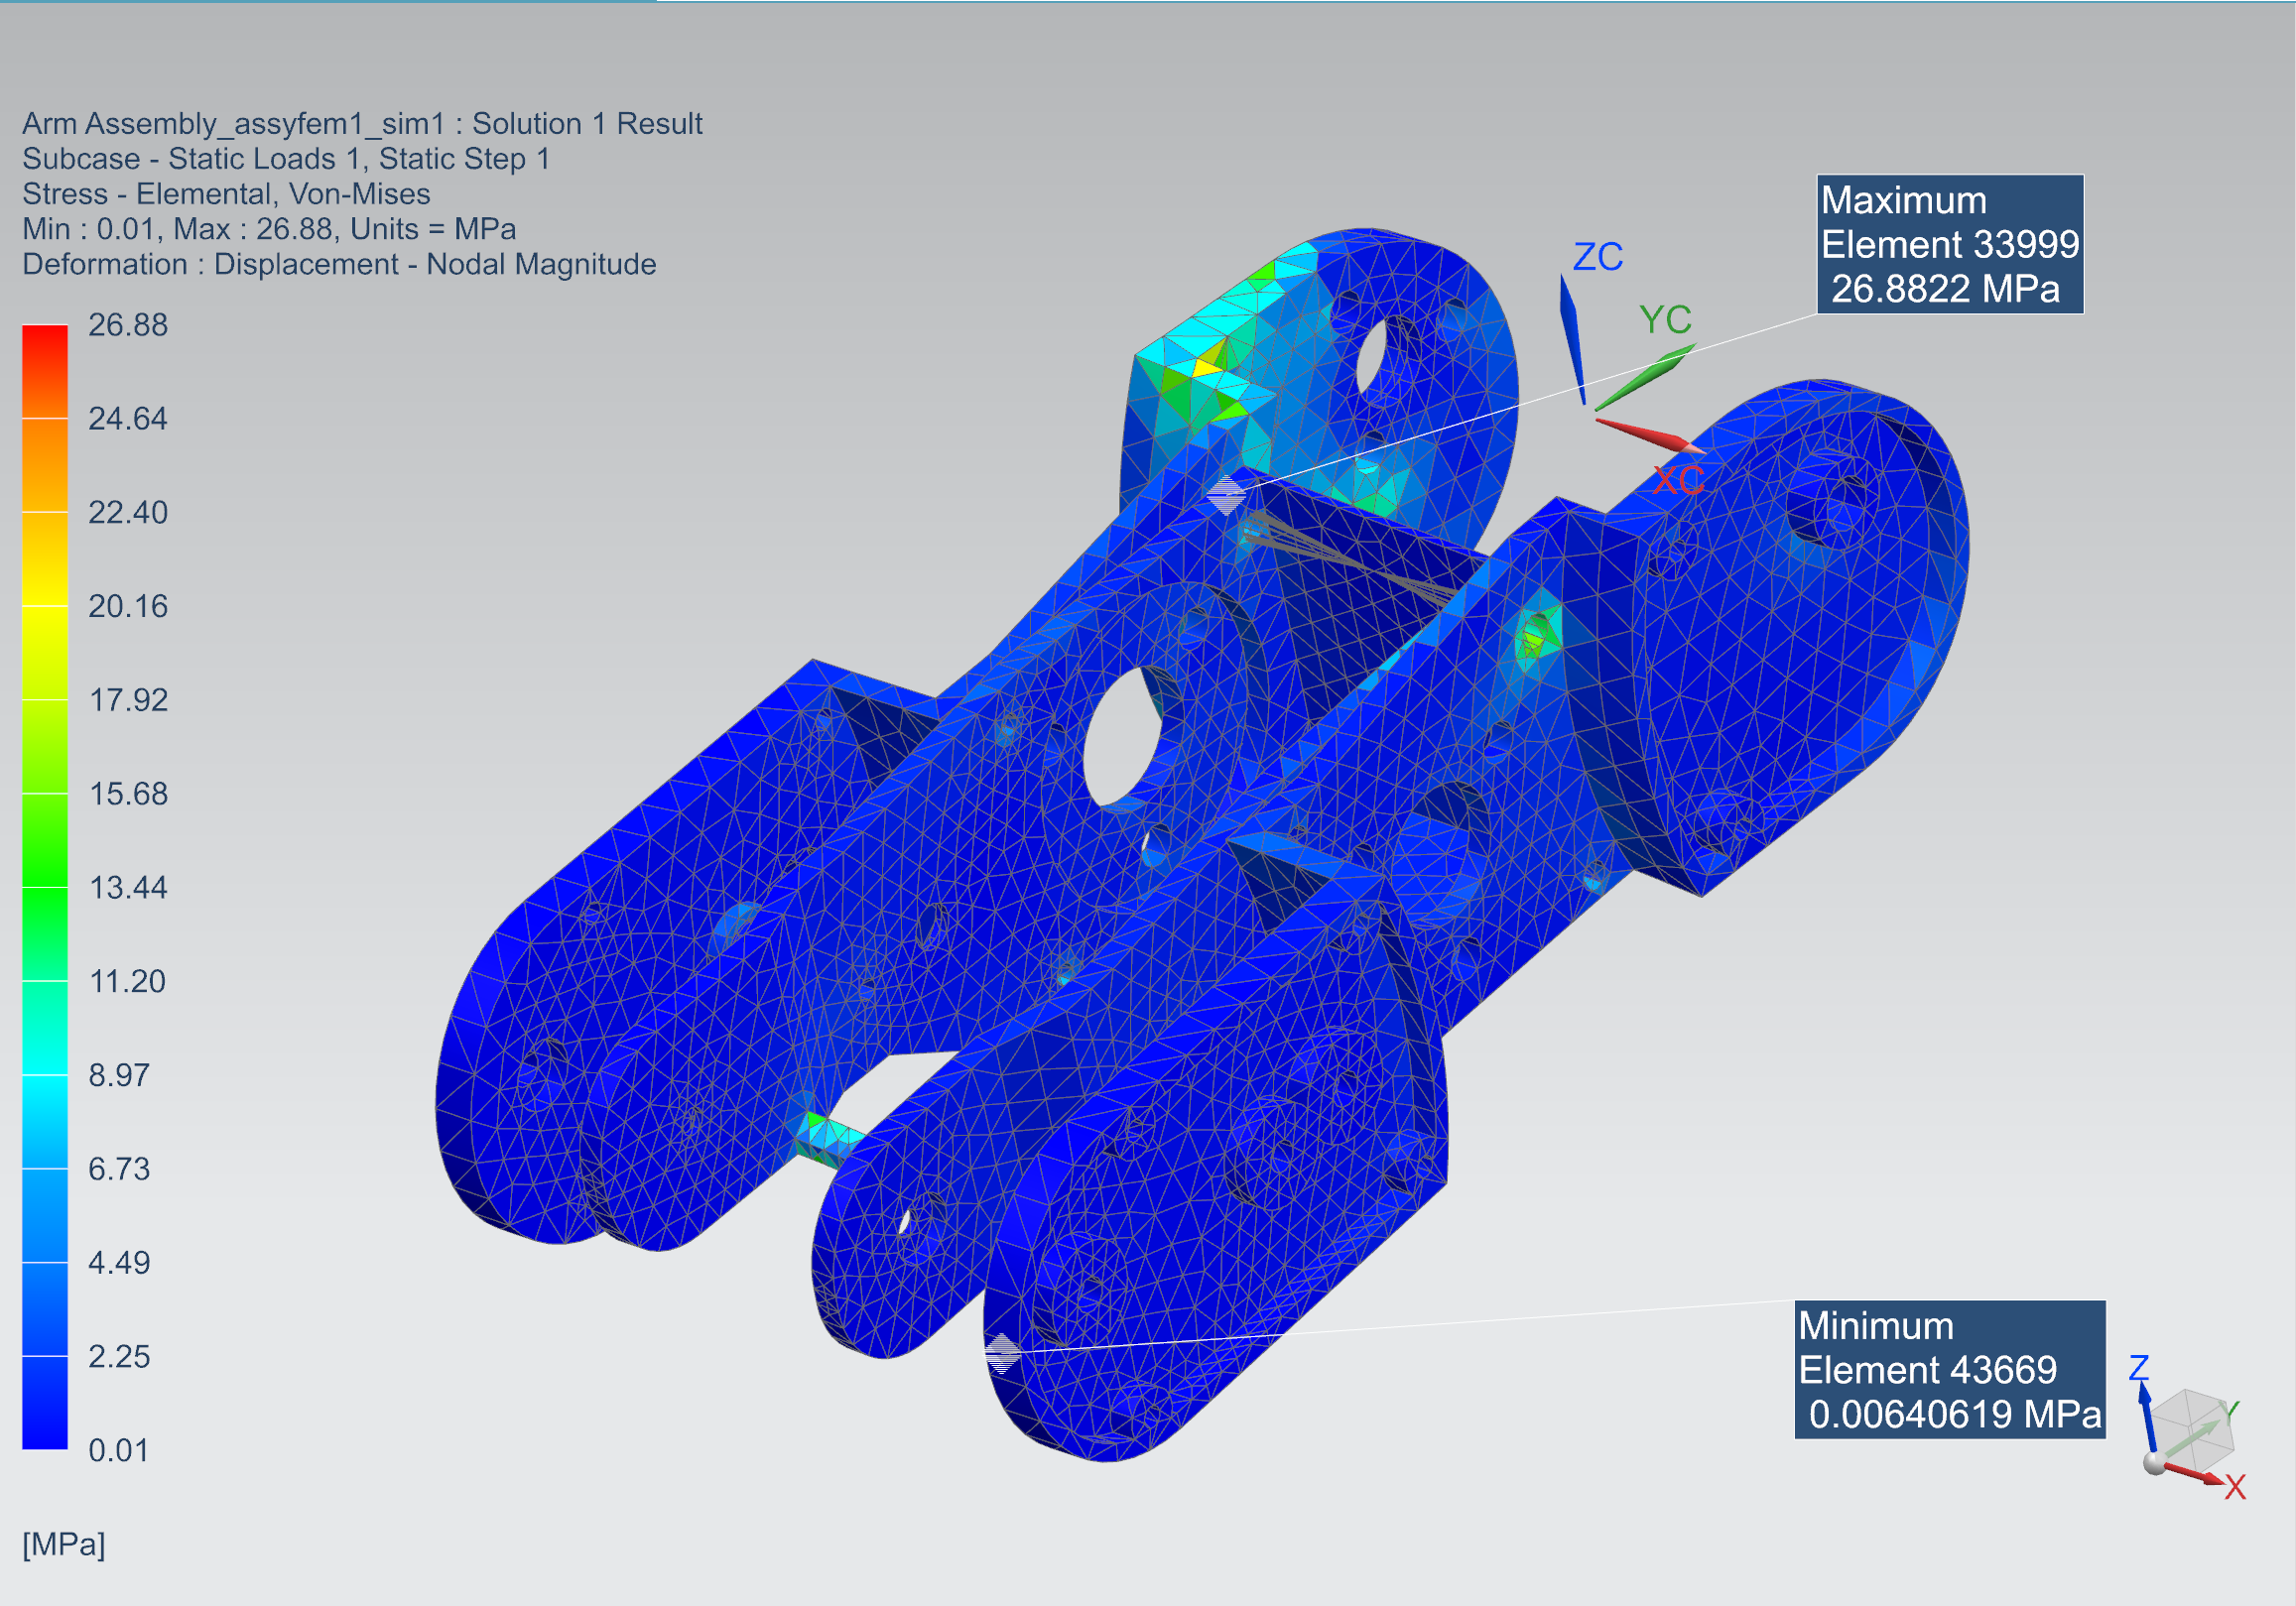 Arm Assembly_assyfem1_sim1 : Solution 1 Result
Subcase - Static Loads 1, Static Step 1
Stress - Elemental, Von-Mises
Min : 0.01, Max : 26.88, Units = MPa
Deformation : Displacement - Nodal Magnitude
Maximum
Element 33999
26.8822 MPa
ZC
YC
XC
26.88
24.64
22.40
20.16
17.92
15.68
13.44
11.20
8.97
6.73
4.49
2.25
0.01
[MPa]
Minimum
Element 43669
0.00640619 MPa
Z
Y
X